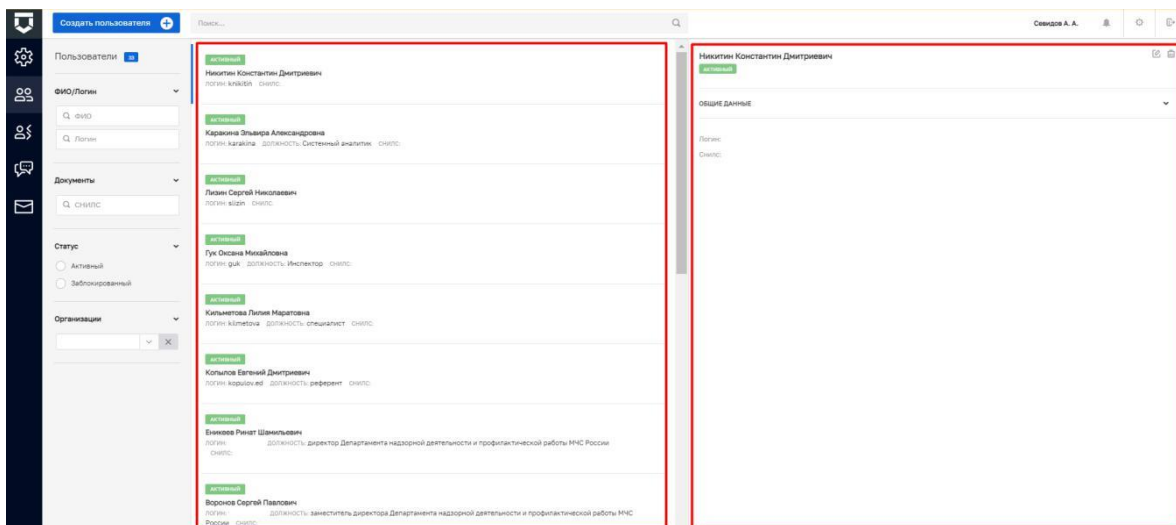 Создать пользователя
Поиск...
Севидов А. А.
Пользователи
ФИО/Логин
ФИО
Логин
Документы
СНИЛС
Статус
Активный
Заблокированный
Организации
АКТИВНЫЙ
Никитин Константин Дмитриевич
ЛОГИН: knikitin СНИЛС:
АКТИВНЫЙ
Каракина Эльвира Александровна
ЛОГИН: karakina ДОЛЖНОСТЬ: Системный аналитик СНИЛС:
АКТИВНЫЙ
Лизин Сергей Николаевич
ЛОГИН: slizin СНИЛС:
АКТИВНЫЙ
Гук Оксана Михайловна
ЛОГИН: guk ДОЛЖНОСТЬ: Инспектор СНИЛС:
АКТИВНЫЙ
Кильметова Лилия Маратовна
ЛОГИН: kilmetova ДОЛЖНОСТЬ: специалист СНИЛС:
АКТИВНЫЙ
Копылов Евгений Дмитриевич
ЛОГИН: kopulov.ed ДОЛЖНОСТЬ: референт СНИЛС:
АКТИВНЫЙ
Еникеев Ринат Шамильевич
ЛОГИН: ДОЛЖНОСТЬ: директор Департамента надзорной деятельности и профилактической работы МЧС России
СНИЛС:
АКТИВНЫЙ
Воронов Сергей Павлович
ЛОГИН: ДОЛЖНОСТЬ: заместитель директора Департамента надзорной деятельности и профилактической работы МЧС
России СНИЛС:
Никитин Константин Дмитриевич
АКТИВНЫЙ
ОБЩИЕ ДАННЫЕ
Логин:
Снилс: